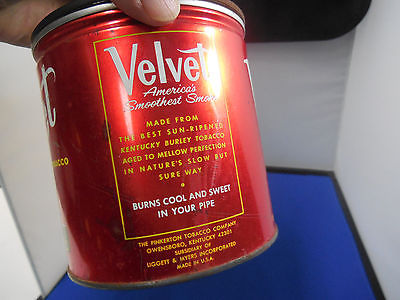 Velvet
America's
Smoothest Smoke
MADE FROM
THE BEST SUN-RIPENED
KENTUCKY BURLEY TOBACCO
AGED TO MELLOW PERFECTION
IN NATURE'S SLOW BUT
SURE WAY
BURNS COOL AND SWEET
IN YOUR PIPE
THE PINKERTON TOBACCO COMPANY
OWENSBORO, KENTUCKY 42301
SUBSIDIARY OF
LIGGETT & MYERS INCORPORATED
MADE IN U.S.A.